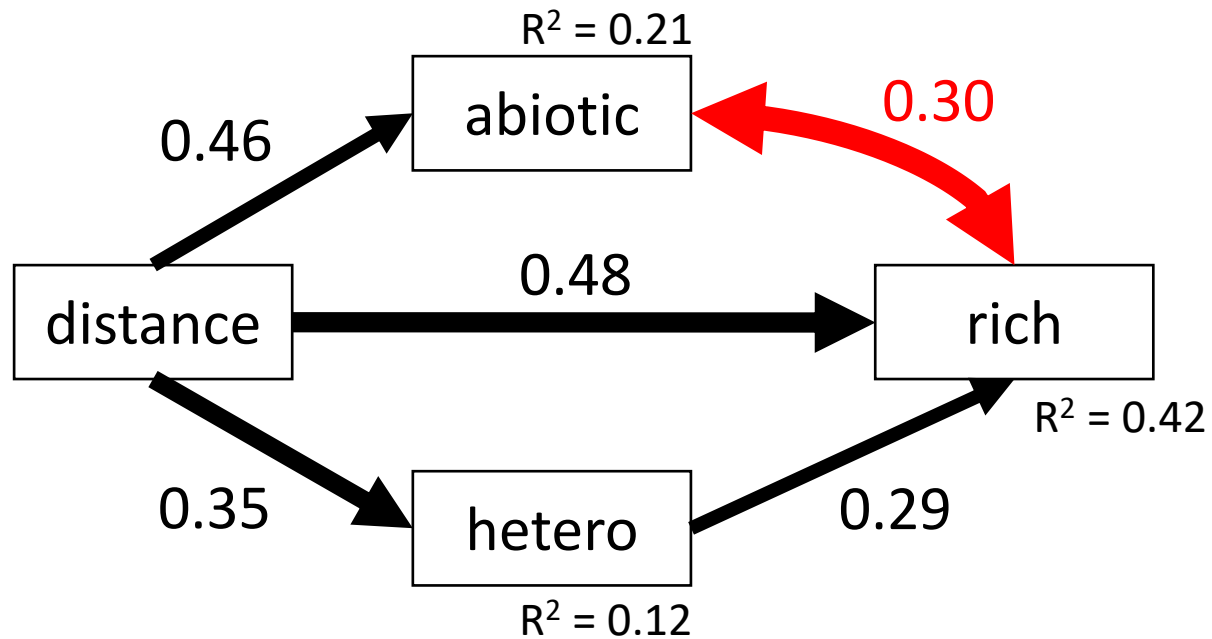 R² = 0.21
abiotic
0.30
0.46
distance
0.48
rich
R² = 0.42
0.35
hetero
0.29
R² = 0.12